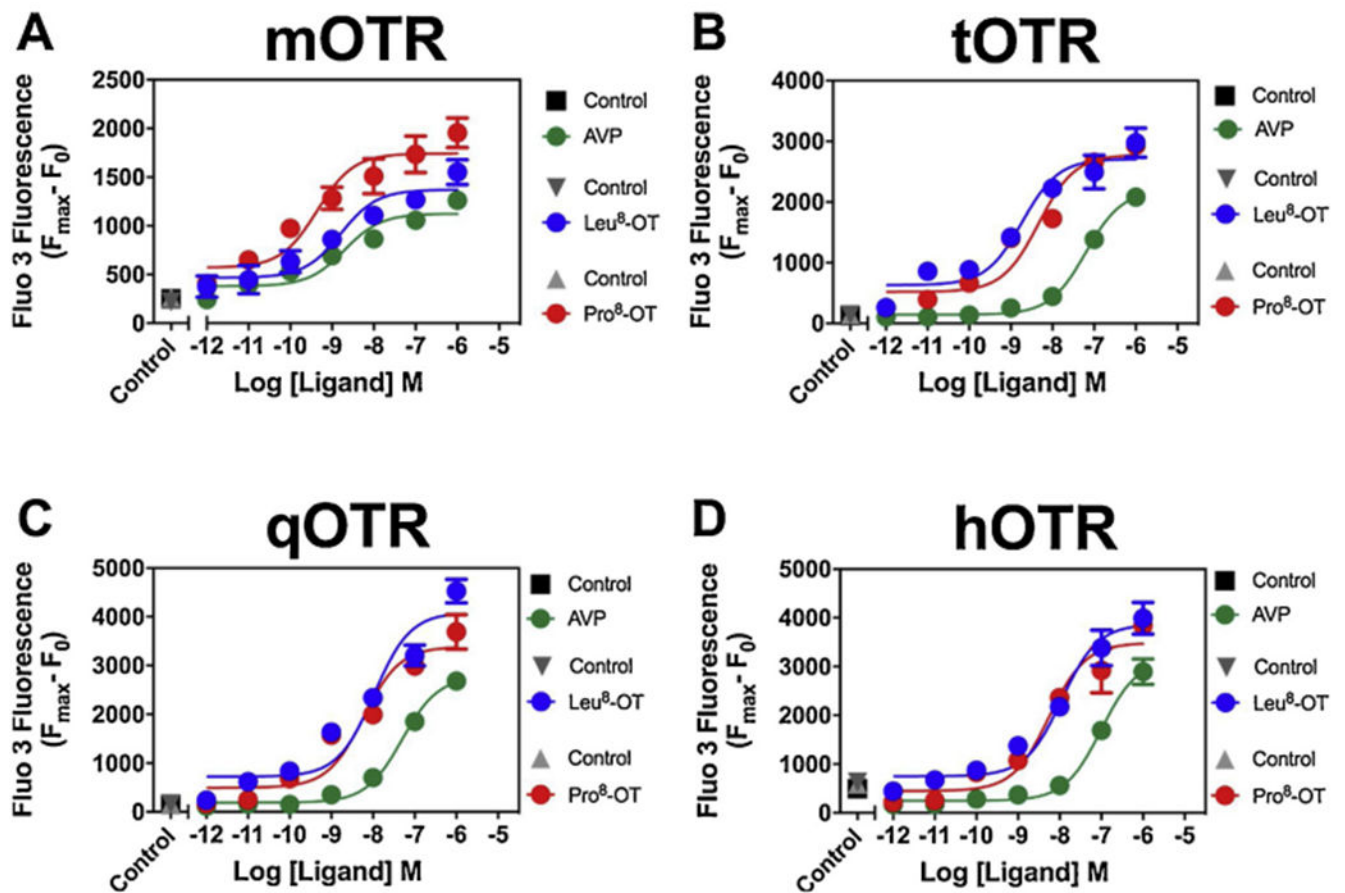 A
mOTR
Fluo 3 Fluorescence
(Fmax- F0)
2500
2000
1500
1000
500
0
Control
-12 -11 -10 -9 -8 -7 -6 -5
Log [Ligand] M
Control
AVP
Control
Leu8-OT
Control
Pro8-OT
B
tOTR
Fluo 3 Fluorescence
(Fmax- F0)
4000
3000
2000
1000
0
Control
-12 -11 -10 -9 -8 -7 -6 -5
Log [Ligand] M
Control
AVP
Control
Leu8-OT
Control
Pro8-OT
C
qOTR
Fluo 3 Fluorescence
(Fmax- F0)
5000
4000
3000
2000
1000
0
Control
-12 -11 -10 -9 -8 -7 -6 -5
Log [Ligand] M
Control
AVP
Control
Leu8-OT
Control
Pro8-OT
D
hOTR
Fluo 3 Fluorescence
(Fmax- F0)
5000
4000
3000
2000
1000
0
Control
-12 -11 -10 -9 -8 -7 -6 -5
Log [Ligand] M
Control
AVP
Control
Leu8-OT
Control
Pro8-OT